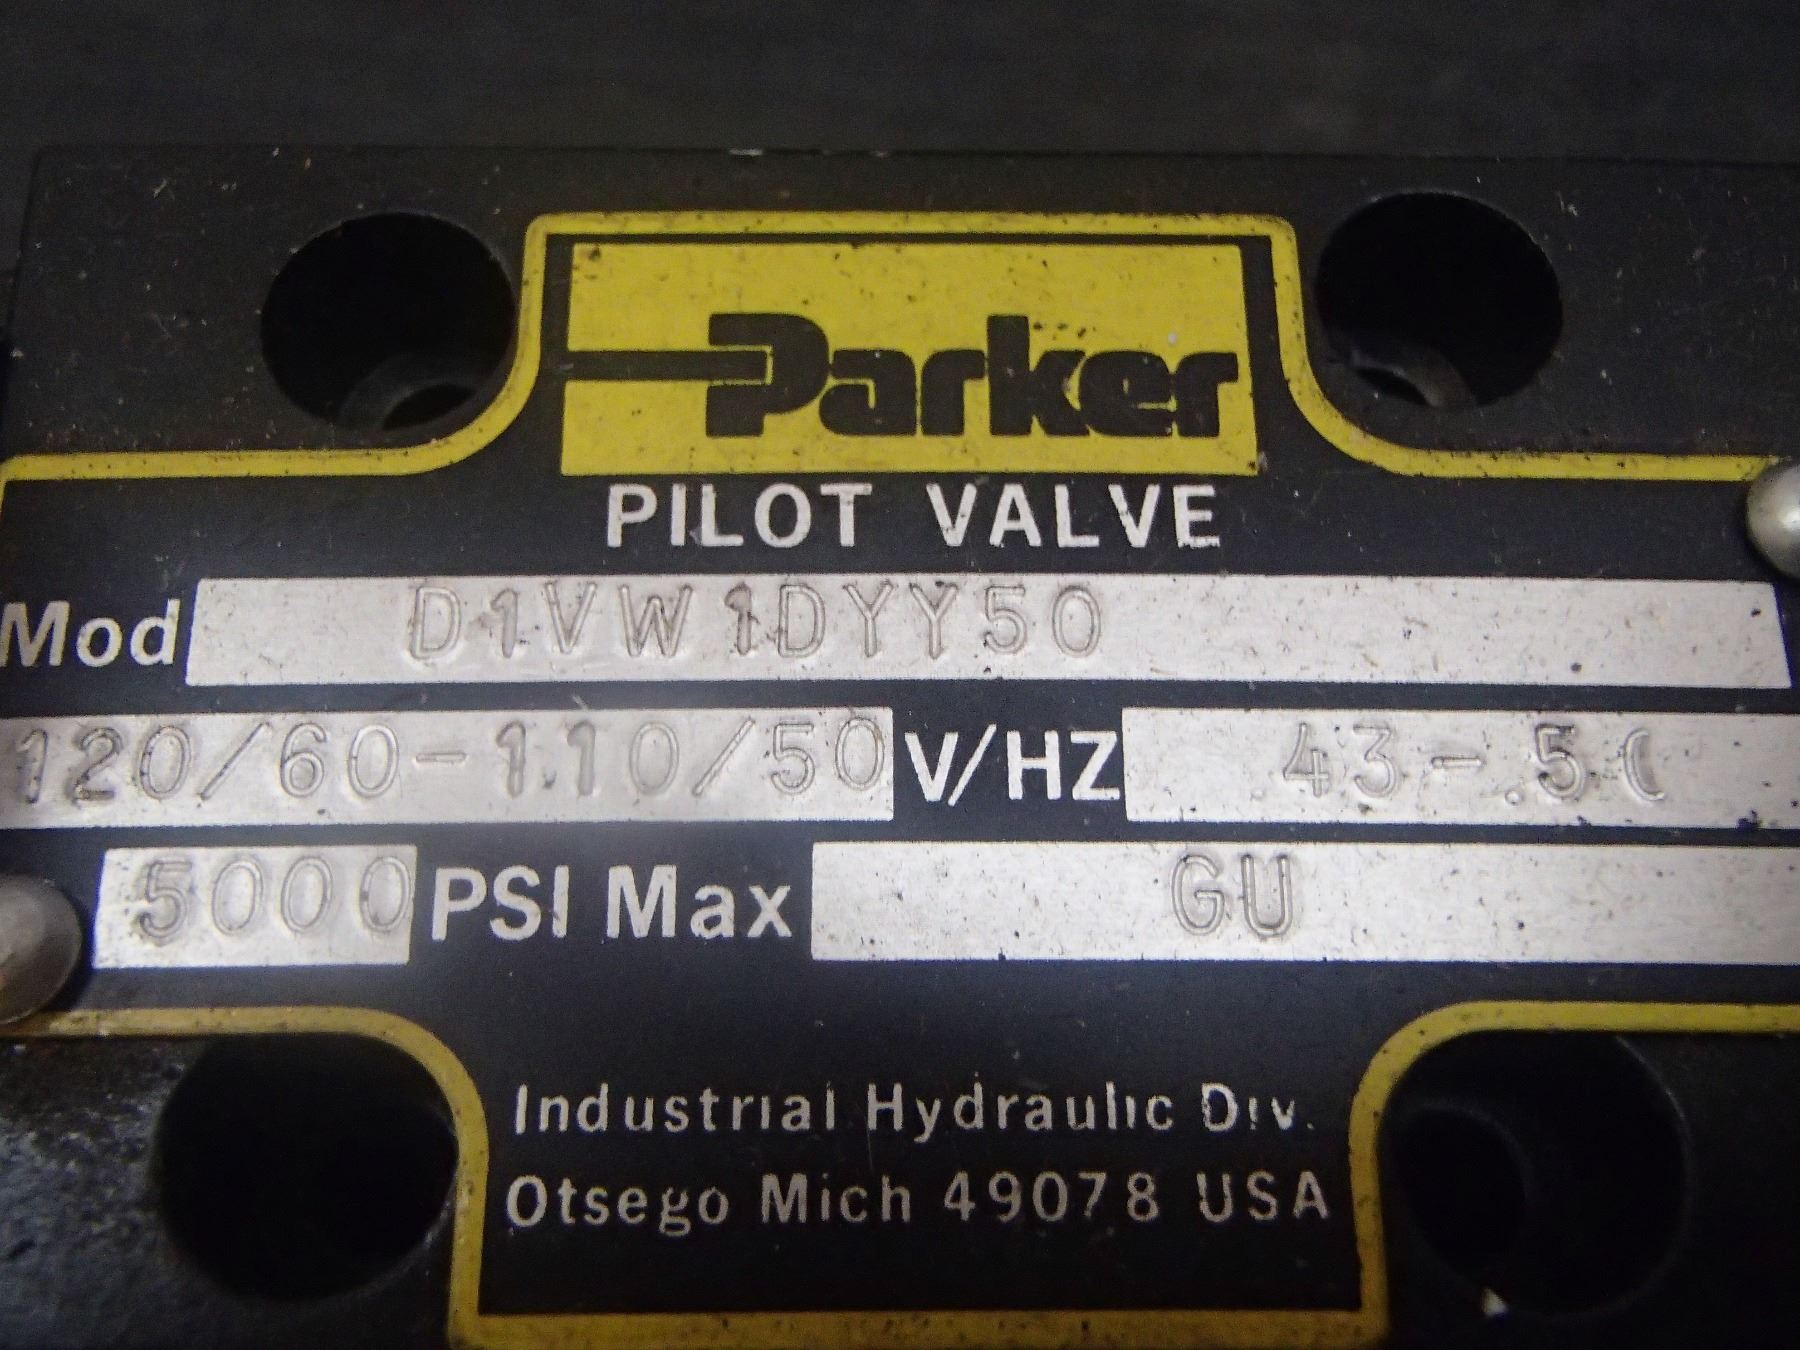 Parker
PILOT VALVE
Mod D1VW1DYY50
120/60-110/50 V/HZ 43-.5
5000 PSI Max GU
Industrial Hydraulic Div.
Otsego Mich 49078 USA